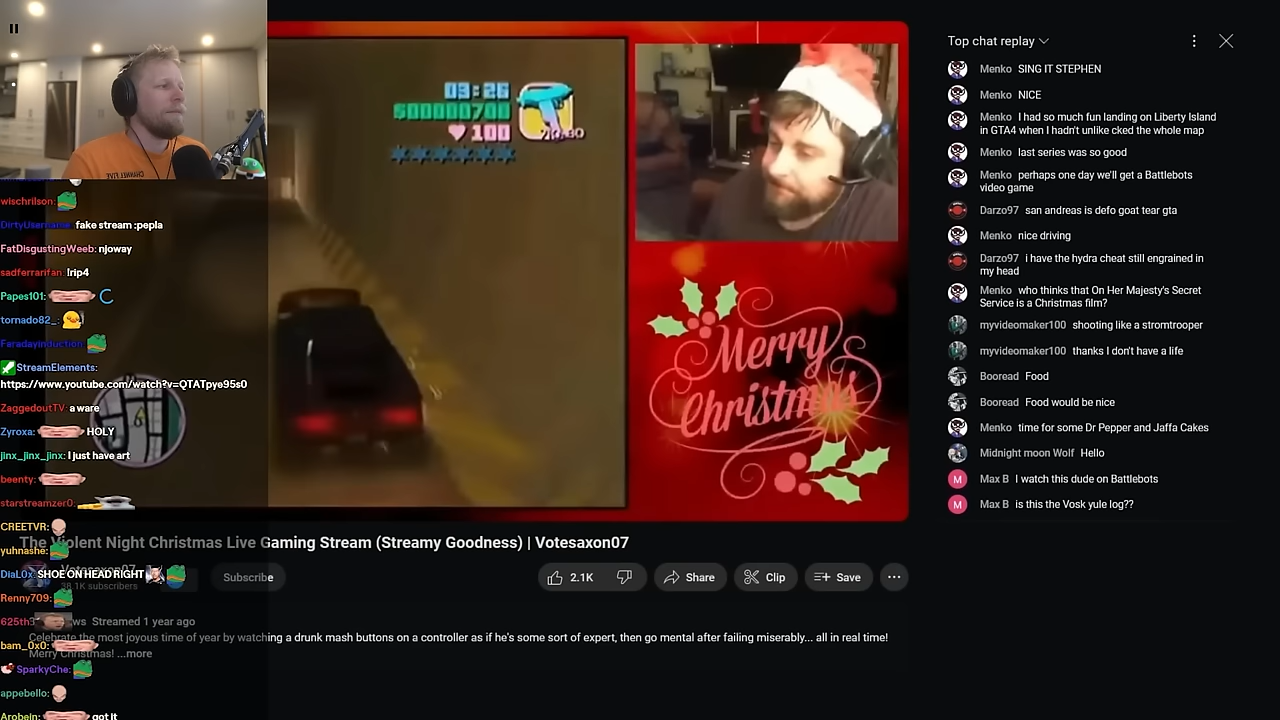 CHANNEL FIVE
wischrilson:
DirtyUsername: fake stream :pepla
FatDisgustingWeeb: njoway
sadferrarifan: !rip4
Papes101:
tornado82_:
FaradayInduction:
StreamElements:
https://www.youtube.com/watch?v=QTATpye95s0
ZaggedoutTV: a ware
Zyroxa: HOLY
jinx_jinx_jinx: I just have art
beenty:
starstreamzer0:
CREETVR:
yuhnashe:
DiaL0x: SHOE ON HEAD RIGHT
Renny709:
625th
bam_0x0:
SparkyChe:
appebello:
Arobein: got it
03:26
$00000700
100
Merry
Christmas
The Violent Night Christmas Live Gaming Stream (Streamy Goodness) | Votesaxon07
Votesaxon07
38.1K subscribers
Subscribe
2.1K
Share
Clip
Save
ws Streamed 1 year ago
Celebrate the most joyous time of year by watching a drunk mash buttons on a controller as if he's some sort of expert, then go mental after failing miserably... all in real time!
Merry Christmas! ...more
Top chat replay
Menko SING IT STEPHEN
Menko NICE
Menko I had so much fun landing on Liberty Island
in GTA4 when I hadn't unlike cked the whole map
Menko last series was so good
Menko perhaps one day we'll get a Battlebots
video game
Darzo97 san andreas is defo goat tear gta
Menko nice driving
Darzo97 i have the hydra cheat still engrained in
my head
Menko who thinks that On Her Majesty's Secret
Service is a Christmas film?
myvideomaker100 shooting like a stromtrooper
myvideomaker100 thanks I don't have a life
Booread Food
Booread Food would be nice
Menko time for some Dr Pepper and Jaffa Cakes
Midnight moon Wolf Hello
M Max B I watch this dude on Battlebots
M Max B is this the Vosk yule log??